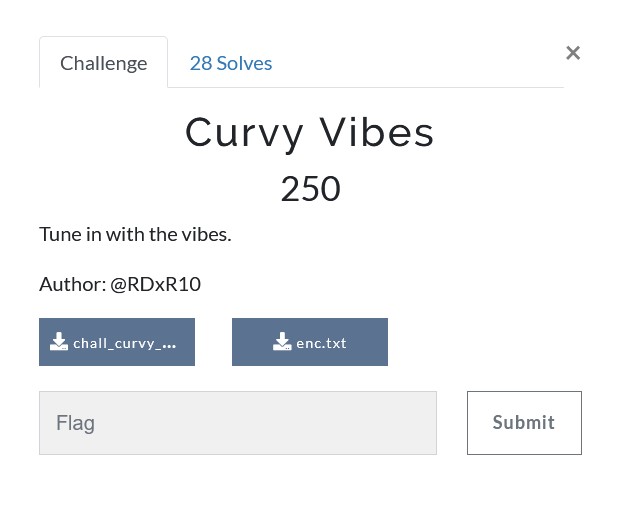 Challenge
28 Solves
×
Curvy Vibes
250
Tune in with the vibes.
Author: @RDxR10
chall_curvy_...
enc.txt
Flag
Submit